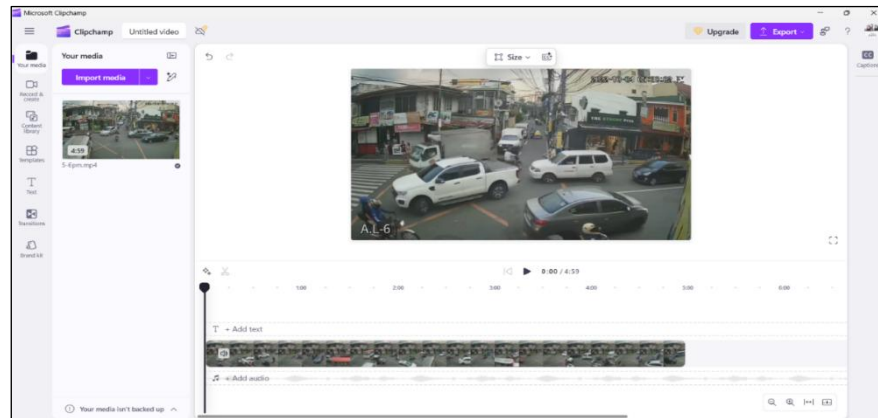 Microsoft Clipchamp
Clipchamp
Untitled video
Upgrade
Export
?
Your media
Record & create
Content library
Templates
Text
Transitions
Brand kit
Your media
Import media
4:59
5-6pm.mp4
Your media isn't backed up
Size
A.L-6
0:00 / 4:59
1:00
2:00
3:00
4:00
5:00
6:00
T + Add text
+ Add audio
CC
Captions